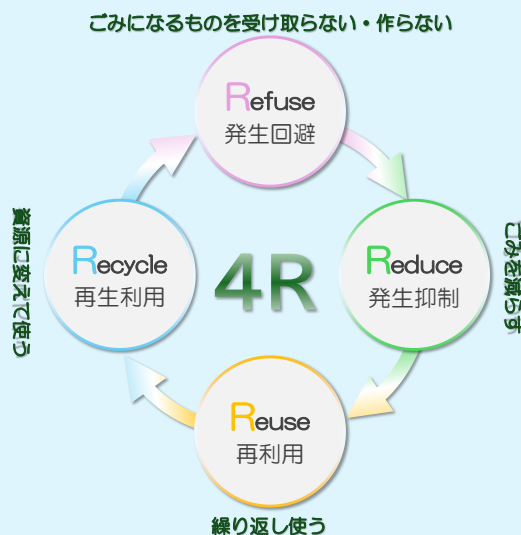 ごみになるものを受け取らない・作らない
Refuse
発生回避
資源に変えて使う
Recycle
再生利用
4R
Reduce
発生抑制
ごみを減らす
Reuse
再利用
繰り返し使う